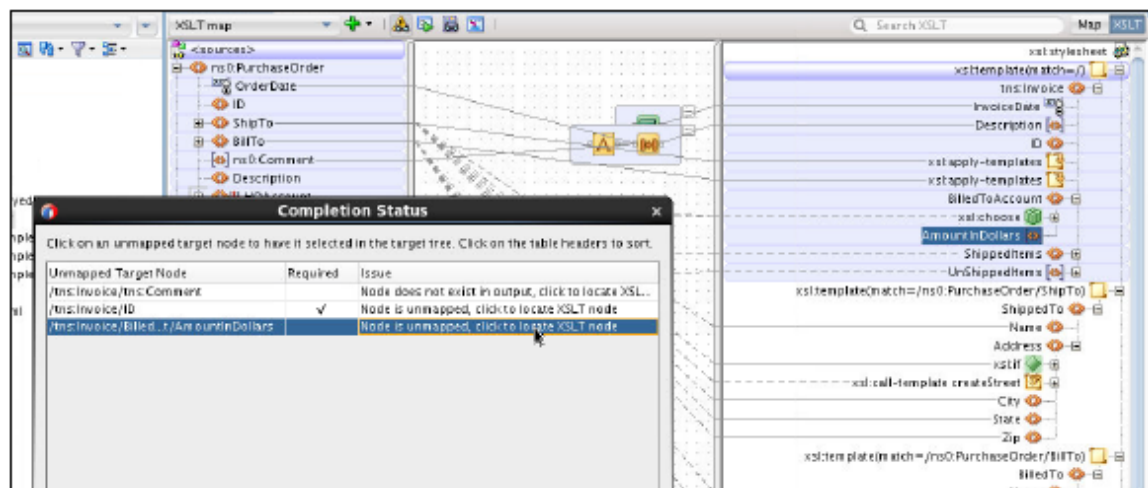 XSLT map
Search XSLT
Map XSLT
<sources>
ns0:PurchaseOrder
OrderDate
ID
ShipTo
BillTo
ns0:Comment
Description
xsl:stylesheet
xsl:template(match=/)
tns:Invoice
InvoiceDate
Description
ID
xsl:apply-templates
xsl:apply-templates
BilledToAccount
xsl:choose
AmountInDollars
ShippedItems
UnShippedItems
xsl:template(match=/ns0:PurchaseOrder/ShipTo)
ShippedTo
Name
Address
xsl:if
xsl:call-template createStreet
City
State
Zip
xsl:template(match=/ns0:PurchaseOrder/BillTo)
BilledTo
Completion Status
Click on an unmapped target node to have it selected in the target tree. Click on the table headers to sort.
Unmapped Target Node Required Issue
/tns:Invoice/tns:Comment Node does not exist in output, click to locate XSL...
/tns:Invoice/ID √ Node is unmapped, click to locate XSLT node
/tns:Invoice/Billed...t/AmountInDollars Node is unmapped, click to locate XSLT node